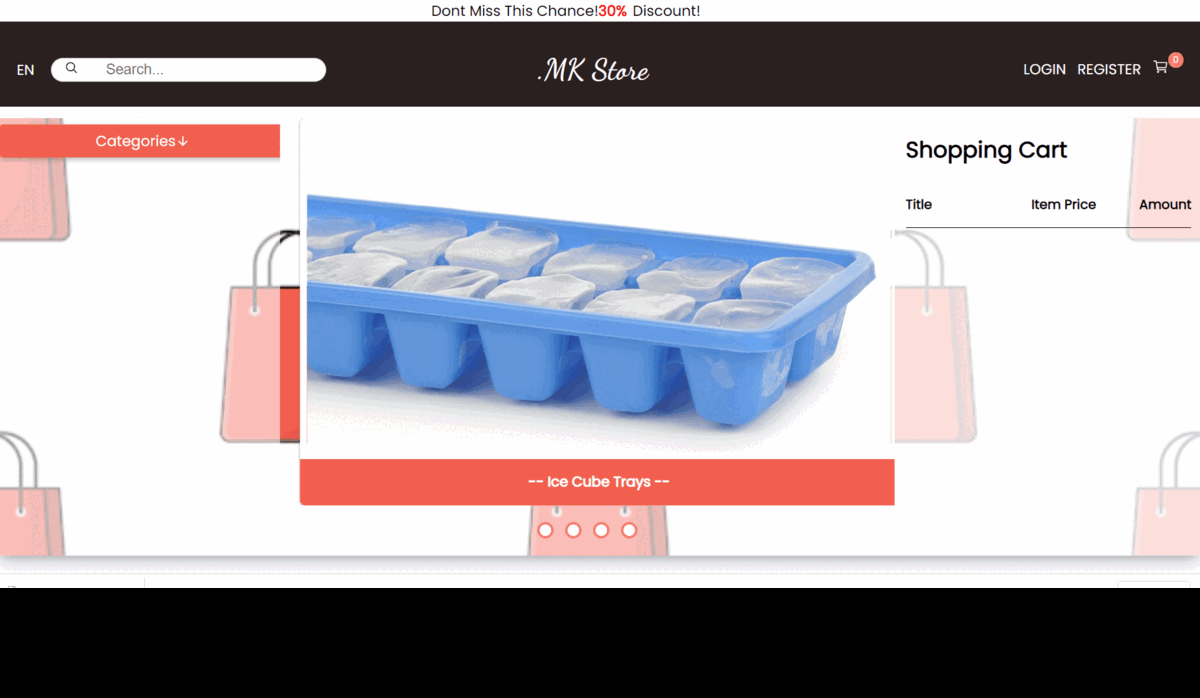 Dont Miss This Chance!30% Discount!
EN
Search...
.MK Store
LOGIN REGISTER
0
Categories↓
Shopping Cart
Title Item Price Amount
-- Ice Cube Trays --